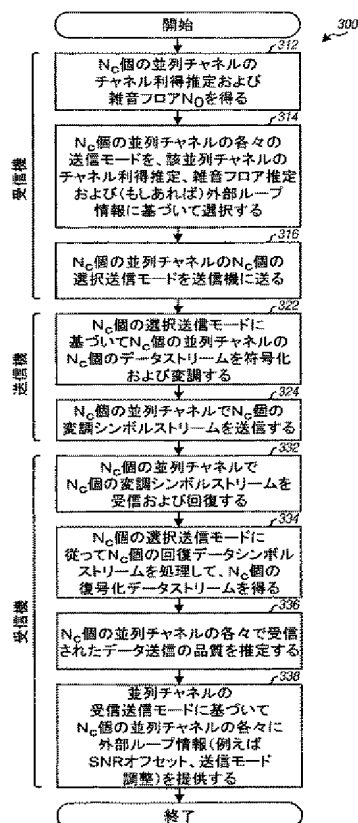 開始
300
312
N_C個の並列チャネルの
チャネル利得推定および
雑音フロアN_0を得る
314
N_C個の並列チャネルの各々の
送信モードを、該並列チャネルの
チャネル利得推定、雑音フロア推定
および(もしあれば)外部ループ
情報に基づいて選択する
316
N_C個の並列チャネルのN_C個の
選択送信モードを送信機に送る
受信機
322
N_C個の選択送信モードに
基づいてN_C個の並列チャネルの
N_C個のデータストリームを符号化
および変調する
324
N_C個の並列チャネルでN_C個の
変調シンボルストリームを送信する
送信機
332
N_C個の並列チャネルで
N_C個の変調シンボルストリームを
受信および回復する
334
N_C個の選択送信モードに
従ってN_C個の回復データシンボル
ストリームを処理して、N_C個の
復号化データストリームを得る
336
N_C個の並列チャネルの各々で受信
されたデータ送信の品質を推定する
338
並列チャネルの
受信送信モードに基づいて
N_C個の並列チャネルの各々に
外部ループ情報(例えば
SNRオフセット、送信モード
調整)を提供する
受信機
終了